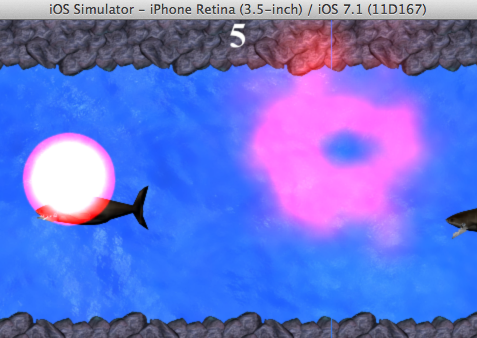 iOS Simulator – iPhone Retina (3.5-inch) / iOS 7.1 (11D167)
5